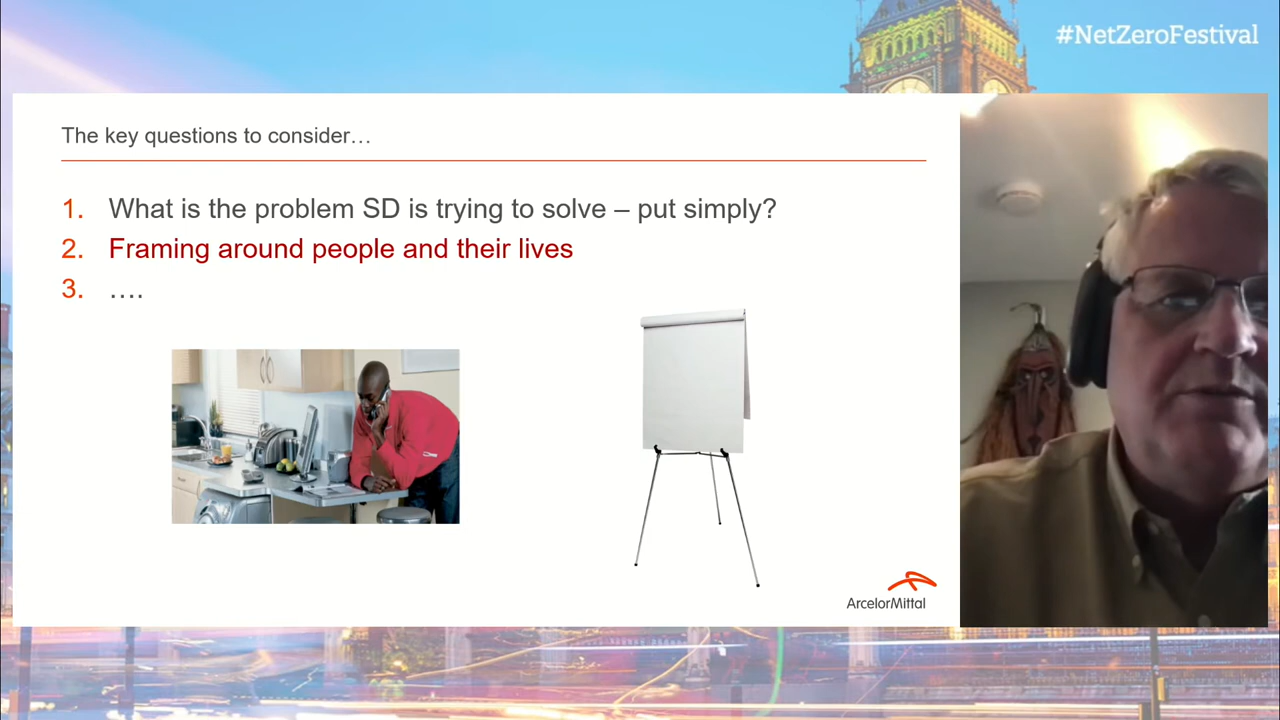 #NetZeroFestival
The key questions to consider…
1. What is the problem SD is trying to solve – put simply?
2. Framing around people and their lives
3. ….
ArcelorMittal